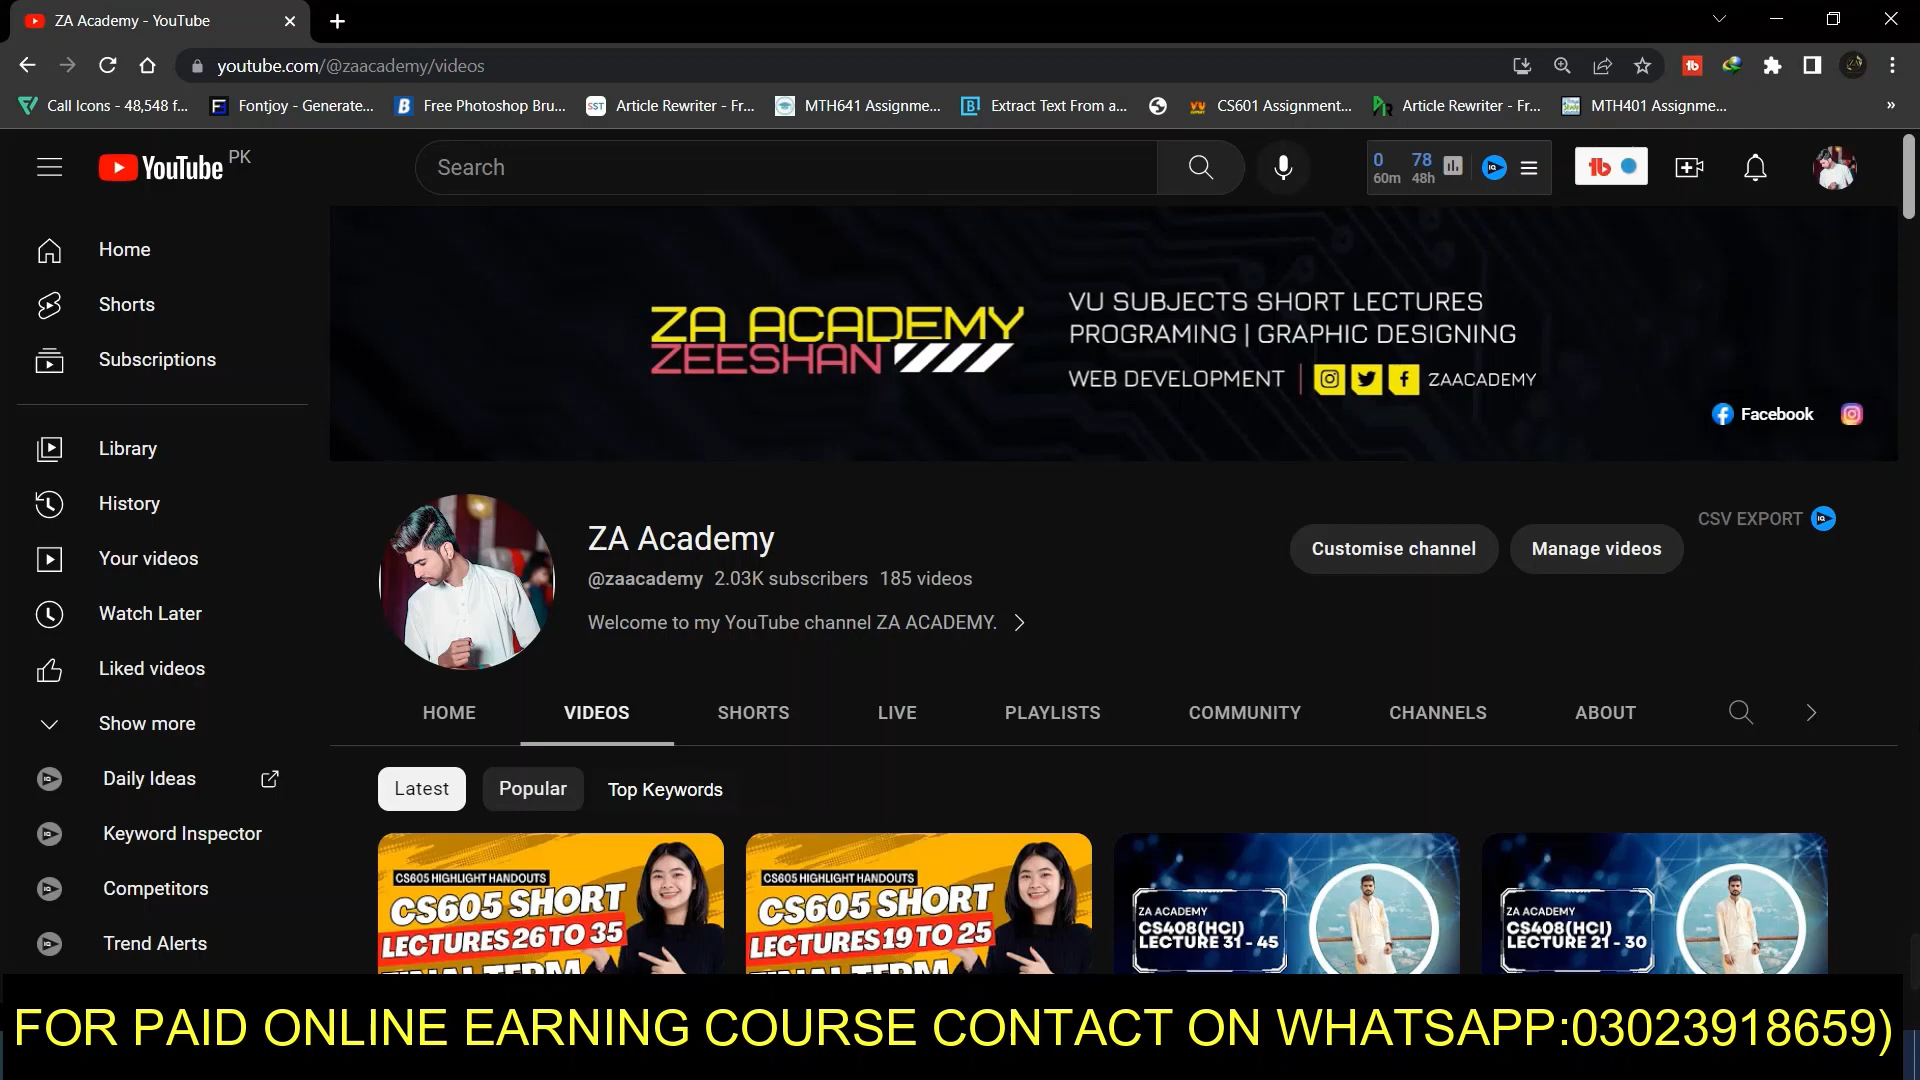 ZA Academy - YouTube
youtube.com/@zaacademy/videos
Call Icons - 48,548 f...
Fontjoy - Generate...
Free Photoshop Bru...
Article Rewriter - Fr...
MTH641 Assignme...
Extract Text From a...
CS601 Assignment...
Article Rewriter - Fr...
MTH401 Assignme...
YouTube PK
Search
0 78
60m 48h
Home
Shorts
Subscriptions
Library
History
Your videos
Watch Later
Liked videos
Show more
Daily Ideas
Keyword Inspector
Competitors
Trend Alerts
ZA ACADEMY
ZEESHAN
VU SUBJECTS SHORT LECTURES
PROGRAMING | GRAPHIC DESIGNING
WEB DEVELOPMENT | ZAACADEMY
Facebook
ZA Academy
@zaacademy 2.03K subscribers 185 videos
Welcome to my YouTube channel ZA ACADEMY.
Customise channel
Manage videos
CSV EXPORT
HOME VIDEOS SHORTS LIVE PLAYLISTS COMMUNITY CHANNELS ABOUT
Latest Popular Top Keywords
CS605 HIGHLIGHT HANDOUTS
CS605 SHORT
LECTURES 26 TO 35
FINAL TERM
CS605 HIGHLIGHT HANDOUTS
CS605 SHORT
LECTURES 19 TO 25
FINAL TERM
ZA ACADEMY
CS408(HCI)
LECTURE 31 - 45
ZA ACADEMY
CS408(HCI)
LECTURE 21 - 30
FOR PAID ONLINE EARNING COURSE CONTACT ON WHATSAPP:03023918659)